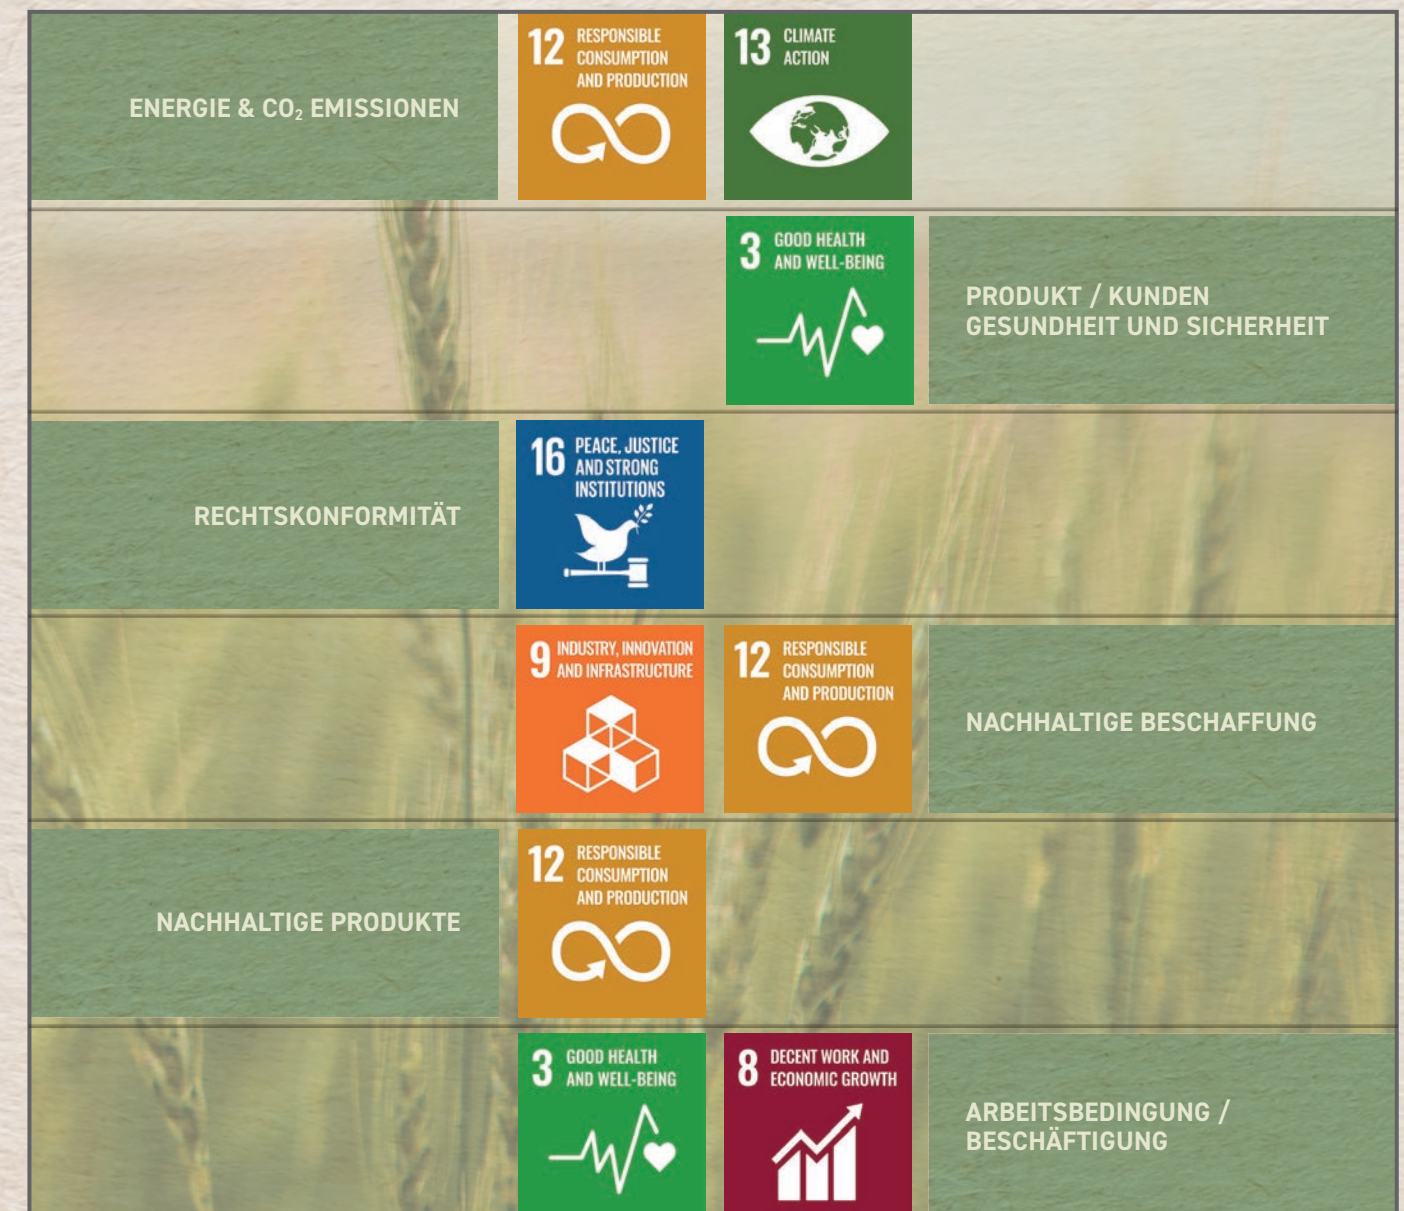 ENERGIE & CO₂ EMISSIONEN
12 RESPONSIBLE
CONSUMPTION
AND PRODUCTION
13 CLIMATE
ACTION
3 GOOD HEALTH
AND WELL-BEING
PRODUKT / KUNDEN
GESUNDHEIT UND SICHERHEIT
RECHTSKONFORMITÄT
16 PEACE, JUSTICE
AND STRONG
INSTITUTIONS
9 INDUSTRY, INNOVATION
AND INFRASTRUCTURE
12 RESPONSIBLE
CONSUMPTION
AND PRODUCTION
NACHHALTIGE BESCHAFFUNG
NACHHALTIGE PRODUKTE
12 RESPONSIBLE
CONSUMPTION
AND PRODUCTION
3 GOOD HEALTH
AND WELL-BEING
8 DECENT WORK AND
ECONOMIC GROWTH
ARBEITSBEDINGUNG /
BESCHÄFTIGUNG